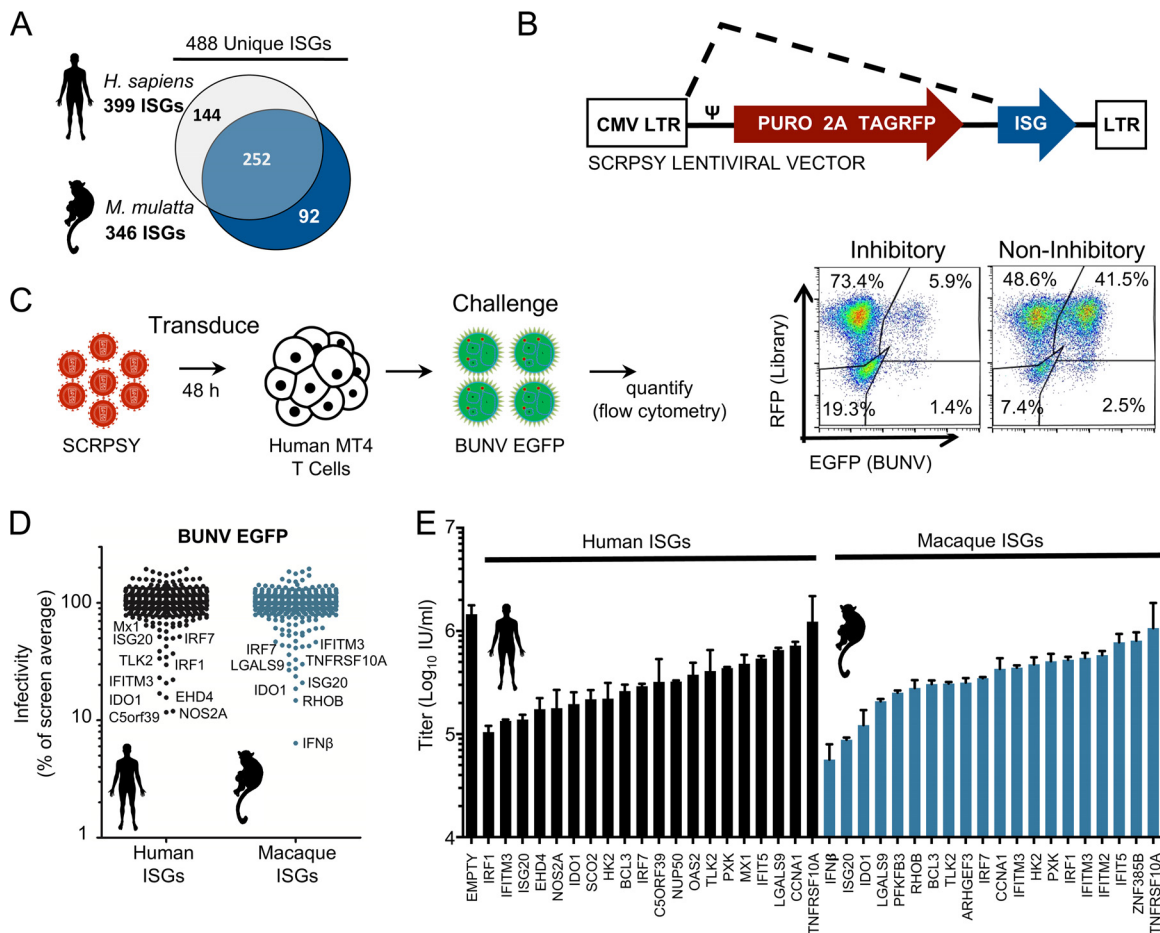 A
488 Unique ISGs
H. sapiens
399 ISGs
144
252
M. mulatta
346 ISGs
92
B
CMV LTR
Ψ
PURO 2A TAGRFP
ISG
LTR
SCRPSY LENTIVIRAL VECTOR
C
Transduce
48 h
SCRPSY
Human MT4
T Cells
Challenge
BUNV EGFP
quantify
(flow cytometry)
Inhibitory
Non-Inhibitory
73.4%
5.9%
19.3%
1.4%
48.6%
41.5%
7.4%
2.5%
RFP (Library)
EGFP (BUNV)
D
BUNV EGFP
Infectivity
(% of screen average)
100
10
1
Mx1
ISG20
IRF7
TLK2
IRF1
IFITM3
IDO1
EHD4
C5orf39
NOS2A
IRF7
IFITM3
LGALS9
TNFRSF10A
IDO1
ISG20
RHOB
IFNβ
Human
ISGs
Macaque
ISGs
E
Human ISGs
Macaque ISGs
Titer (Log10 IU/ml)
7
6
5
4
EMPTY
IRF1
IFITM3
ISG20
EHD4
NOS2A
IDO1
SCO2
HK2
BCL3
IRF7
C5ORF39
NUP50
OAS2
TLK2
PXK
MX1
IFIT5
LGALS9
CCNA1
TNFRSF10A
IFNβ
ISG20
IDO1
LGALS9
PFKFB3
RHOB
BCL3
TLK2
ARHGEF3
IRF7
CCNA1
IFITM3
HK2
PXK
IRF1
IFITM3
IFITM2
IFIT5
ZNF385B
TNFRSF10A